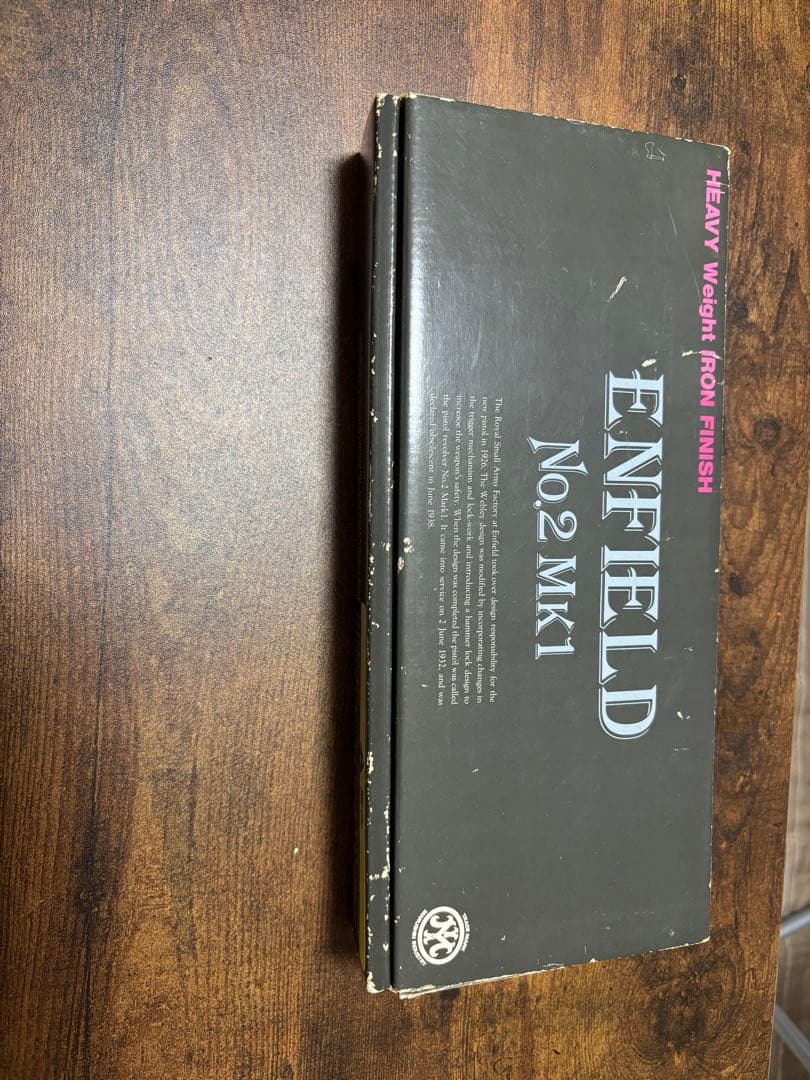 HEAVY Weight IRON FINISH
ENFIELD
No.2 MK1
The Royal Small Arms Factory at Enfield took over design responsibility for the
new pistol in 1926. The Webley design was modified by incorporating changes in
the trigger mechanism and lock-work and introducing a hammer lock design to
increase the weapon's safety. When the design was completed the pistol was called
the pistol revolver No.2 Mark1. It came into service on 2 June 1932, and was
declared obsolescent in June 1938.